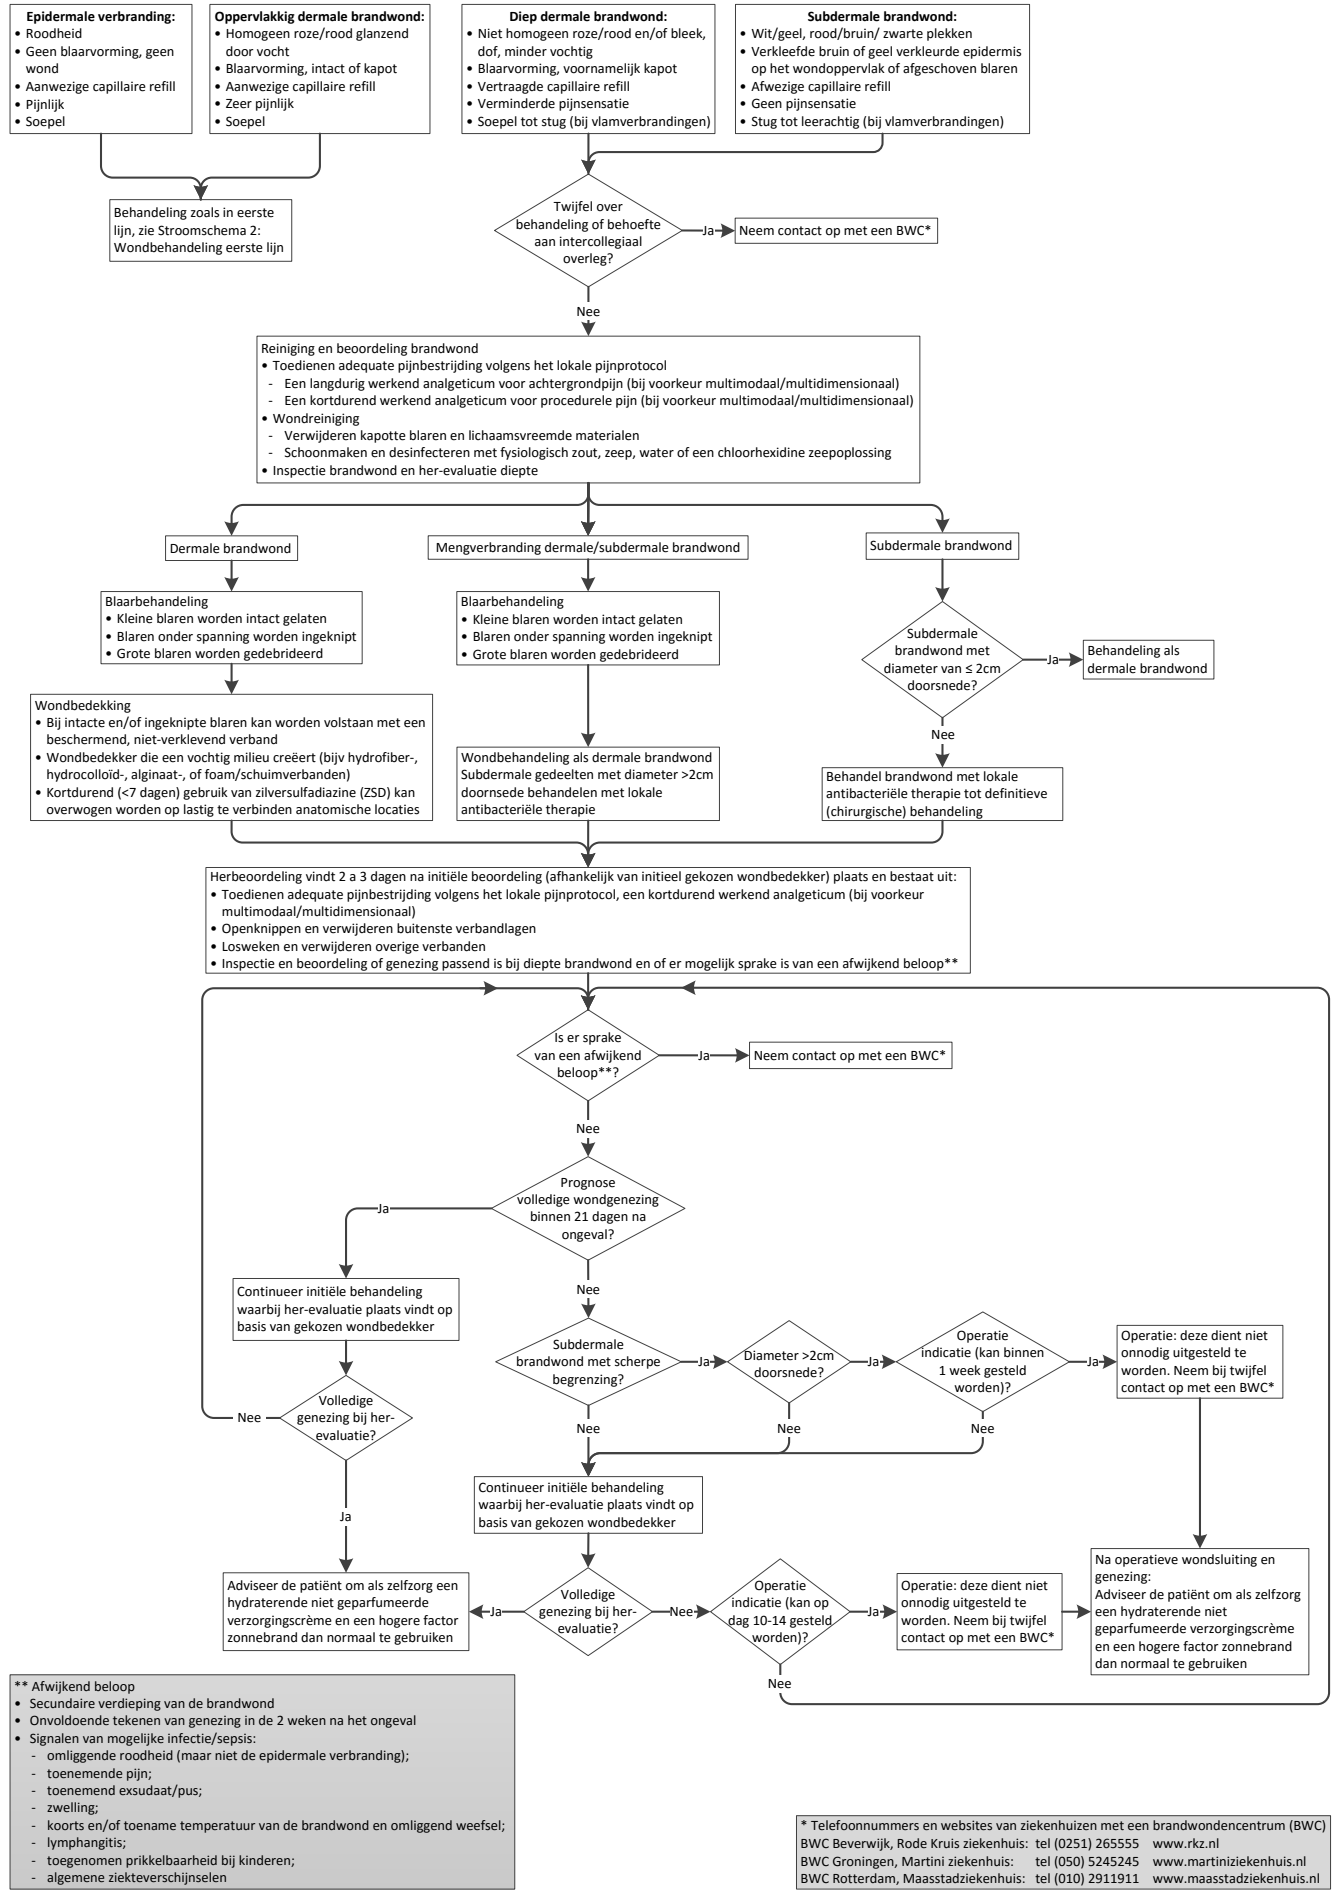 Epidermale verbranding:
• Roodheid
• Geen blaarvorming, geen
wond
• Aanwezige capillaire refill
• Pijnlijk
• Soepel
Oppervlakkig dermale brandwond:
• Homogeen roze/rood glanzend
door vocht
• Blaarvorming, intact of kapot
• Aanwezige capillaire refill
• Zeer pijnlijk
• Soepel
Diep dermale brandwond:
• Niet homogeen roze/rood en/of bleek,
dof, minder vochtig
• Blaarvorming, voornamelijk kapot
• Vertraagde capillaire refill
• Verminderde pijnsensatie
• Soepel tot stug (bij vlamverbrandingen)
Subdermale brandwond:
• Wit/geel, rood/bruin/ zwarte plekken
• Verkleefde bruin of geel verkleurde epidermis
op het wondoppervlak of afgeschoven blaren
• Afwezige capillaire refill
• Geen pijnsensatie
• Stug tot leerachtig (bij vlamverbrandingen)
Behandeling zoals in eerste
lijn, zie Stroomschema 2:
Wondbehandeling eerste lijn
Twijfel over
behandeling of behoefte
aan intercollegiaal
overleg?
Ja
Neem contact op met een BWC*
Nee
Reiniging en beoordeling brandwond
• Toedienen adequate pijnbestrijding volgens het lokale pijnprotocol
- Een langdurig werkend analgeticum voor achtergrondpijn (bij voorkeur multimodaal/multidimensionaal)
- Een kortdurend werkend analgeticum voor procedurele pijn (bij voorkeur multimodaal/multidimensionaal)
• Wondreiniging
- Verwijderen kapotte blaren en lichaamsvreemde materialen
- Schoonmaken en desinfecteren met fysiologisch zout, zeep, water of een chloorhexidine zeepoplossing
• Inspectie brandwond en her-evaluatie diepte
Dermale brandwond
Mengverbranding dermale/subdermale brandwond
Subdermale brandwond
Blaarbehandeling
• Kleine blaren worden intact gelaten
• Blaren onder spanning worden ingeknipt
• Grote blaren worden gedebrideerd
Blaarbehandeling
• Kleine blaren worden intact gelaten
• Blaren onder spanning worden ingeknipt
• Grote blaren worden gedebrideerd
Subdermale
brandwond met
diameter van ≤ 2cm
doorsnede?
Ja
Behandeling als
dermale brandwond
Nee
Wondbedekking
• Bij intacte en/of ingeknipte blaren kan worden volstaan met een
beschermend, niet-verklevend verband
• Wondbedekker die een vochtig milieu creëert (bijv hydrofiber-,
hydrocolloïd-, alginaat-, of foam/schuimverbanden)
• Kortdurend (<7 dagen) gebruik van zilversulfadiazine (ZSD) kan
overwogen worden op lastig te verbinden anatomische locaties
Wondbehandeling als dermale brandwond
Subdermale gedeelten met diameter >2cm
doornsede behandelen met lokale
antibacteriële therapie
Behandel brandwond met lokale
antibacteriële therapie tot definitieve
(chirurgische) behandeling
Herbeoordeling vindt 2 a 3 dagen na initiële beoordeling (afhankelijk van initieel gekozen wondbedekker) plaats en bestaat uit:
• Toedienen adequate pijnbestrijding volgens het lokale pijnprotocol, een kortdurend werkend analgeticum (bij voorkeur
multimodaal/multidimensionaal)
• Openknippen en verwijderen buitenste verbandlagen
• Losweken en verwijderen overige verbanden
• Inspectie en beoordeling of genezing passend is bij diepte brandwond en of er mogelijk sprake is van een afwijkend beloop**
Is er sprake
van een afwijkend
beloop**?
Ja
Neem contact op met een BWC*
Nee
Prognose
volledige wondgenezing
binnen 21 dagen na
ongeval?
Ja
Nee
Continueer initiële behandeling
waarbij her-evaluatie plaats vindt op
basis van gekozen wondbedekker
Volledige
genezing bij her-
evaluatie?
Nee
Ja
Subdermale
brandwond met scherpe
begrenzing?
Ja
Nee
Diameter >2cm
doorsnede?
Ja
Nee
Operatie
indicatie (kan binnen
1 week gesteld
worden)?
Ja
Nee
Operatie: deze dient niet
onnodig uitgesteld te
worden. Neem bij twijfel
contact op met een BWC*
Continueer initiële behandeling
waarbij her-evaluatie plaats vindt op
basis van gekozen wondbedekker
Adviseer de patiënt om als zelfzorg een
hydraterende niet geparfumeerde
verzorgingscrème en een hogere factor
zonnebrand dan normaal te gebruiken
Ja
Volledige
genezing bij her-
evaluatie?
Nee
Operatie
indicatie (kan op
dag 10-14 gesteld
worden)?
Ja
Nee
Operatie: deze dient niet
onnodig uitgesteld te
worden. Neem bij twijfel
contact op met een BWC*
Na operatieve wondsluiting en
genezing:
Adviseer de patiënt om als zelfzorg
een hydraterende niet
geparfumeerde verzorgingscrème
en een hogere factor zonnebrand
dan normaal te gebruiken
** Afwijkend beloop
• Secundaire verdieping van de brandwond
• Onvoldoende tekenen van genezing in de 2 weken na het ongeval
• Signalen van mogelijke infectie/sepsis:
- omliggende roodheid (maar niet de epidermale verbranding);
- toenemende pijn;
- toenemend exsudaat/pus;
- zwelling;
- koorts en/of toename temperatuur van de brandwond en omliggend weefsel;
- lymphangitis;
- toegenomen prikkelbaarheid bij kinderen;
- algemene ziekteverschijnselen
* Telefoonnummers en websites van ziekenhuizen met een brandwondencentrum (BWC)
BWC Beverwijk, Rode Kruis ziekenhuis: tel (0251) 265555 www.rkz.nl
BWC Groningen, Martini ziekenhuis: tel (050) 5245245 www.martiniziekenhuis.nl
BWC Rotterdam, Maasstadziekenhuis: tel (010) 2911911 www.maasstadziekenhuis.nl